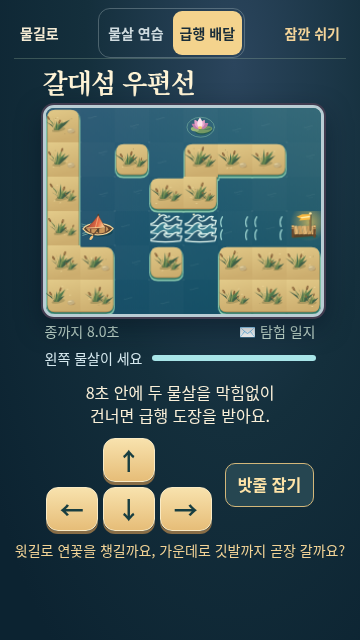 물길로
물살 연습
급행 배달
잠깐 쉬기
갈대섬 우편선
종까지 8.0초
✉️ 탐험 일지
왼쪽 물살이 세요
8초 안에 두 물살을 막힘없이
건너면 급행 도장을 받아요.
↑
밧줄 잡기
← ↓ →
윗길로 연꽃을 챙길까요, 가운데로 깃발까지 곧장 갈까요?